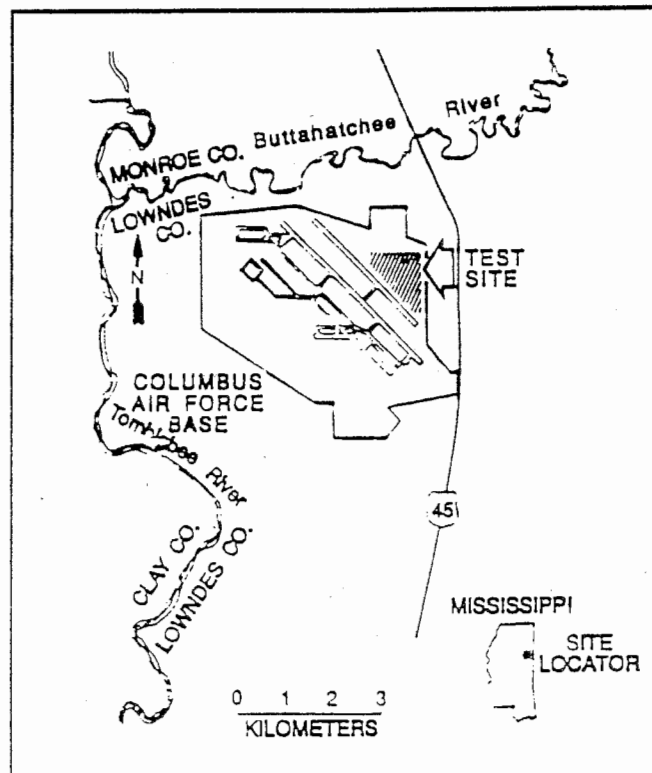 Buttahatchee River
MONROE CO.
LOWNDES
CO.
N
TEST
SITE
COLUMBUS
AIR FORCE
BASE
Tombigbee River
45
CLAY CO.
LOWNDES CO.
MISSISSIPPI
SITE
LOCATOR
0 1 2 3
KILOMETERS